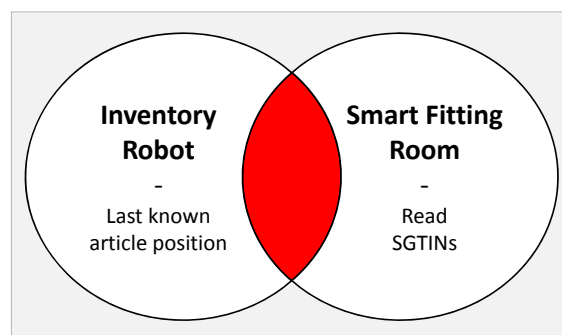 Inventory
Robot
-
Last known
article position
Smart Fitting
Room
-
Read
SGTINs